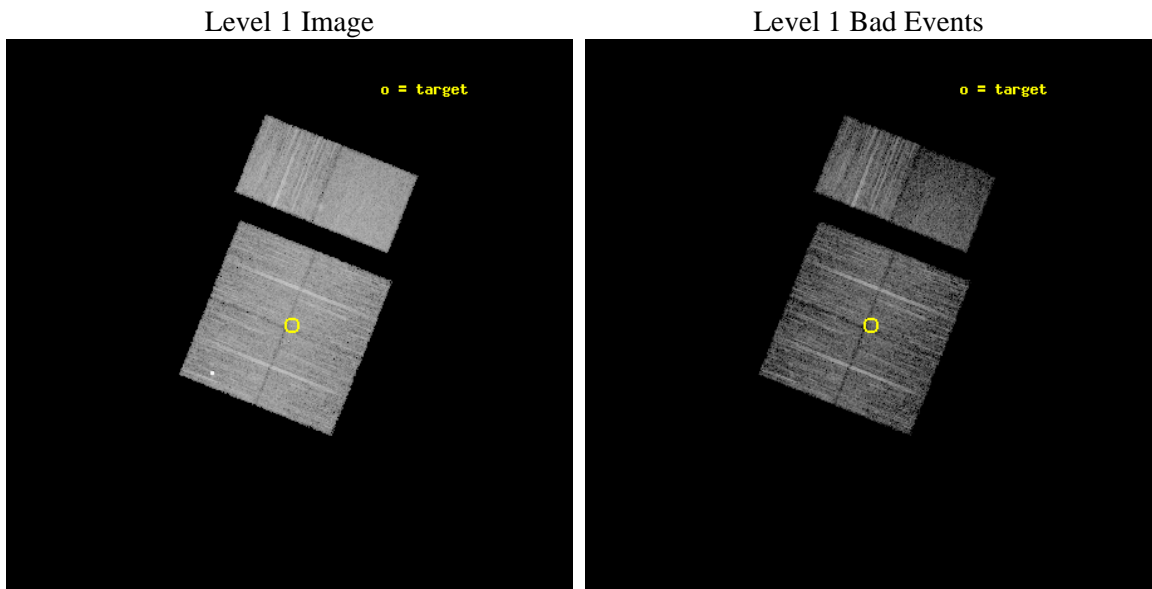 Level 1 Image
Level 1 Bad Events
o = target
o = target